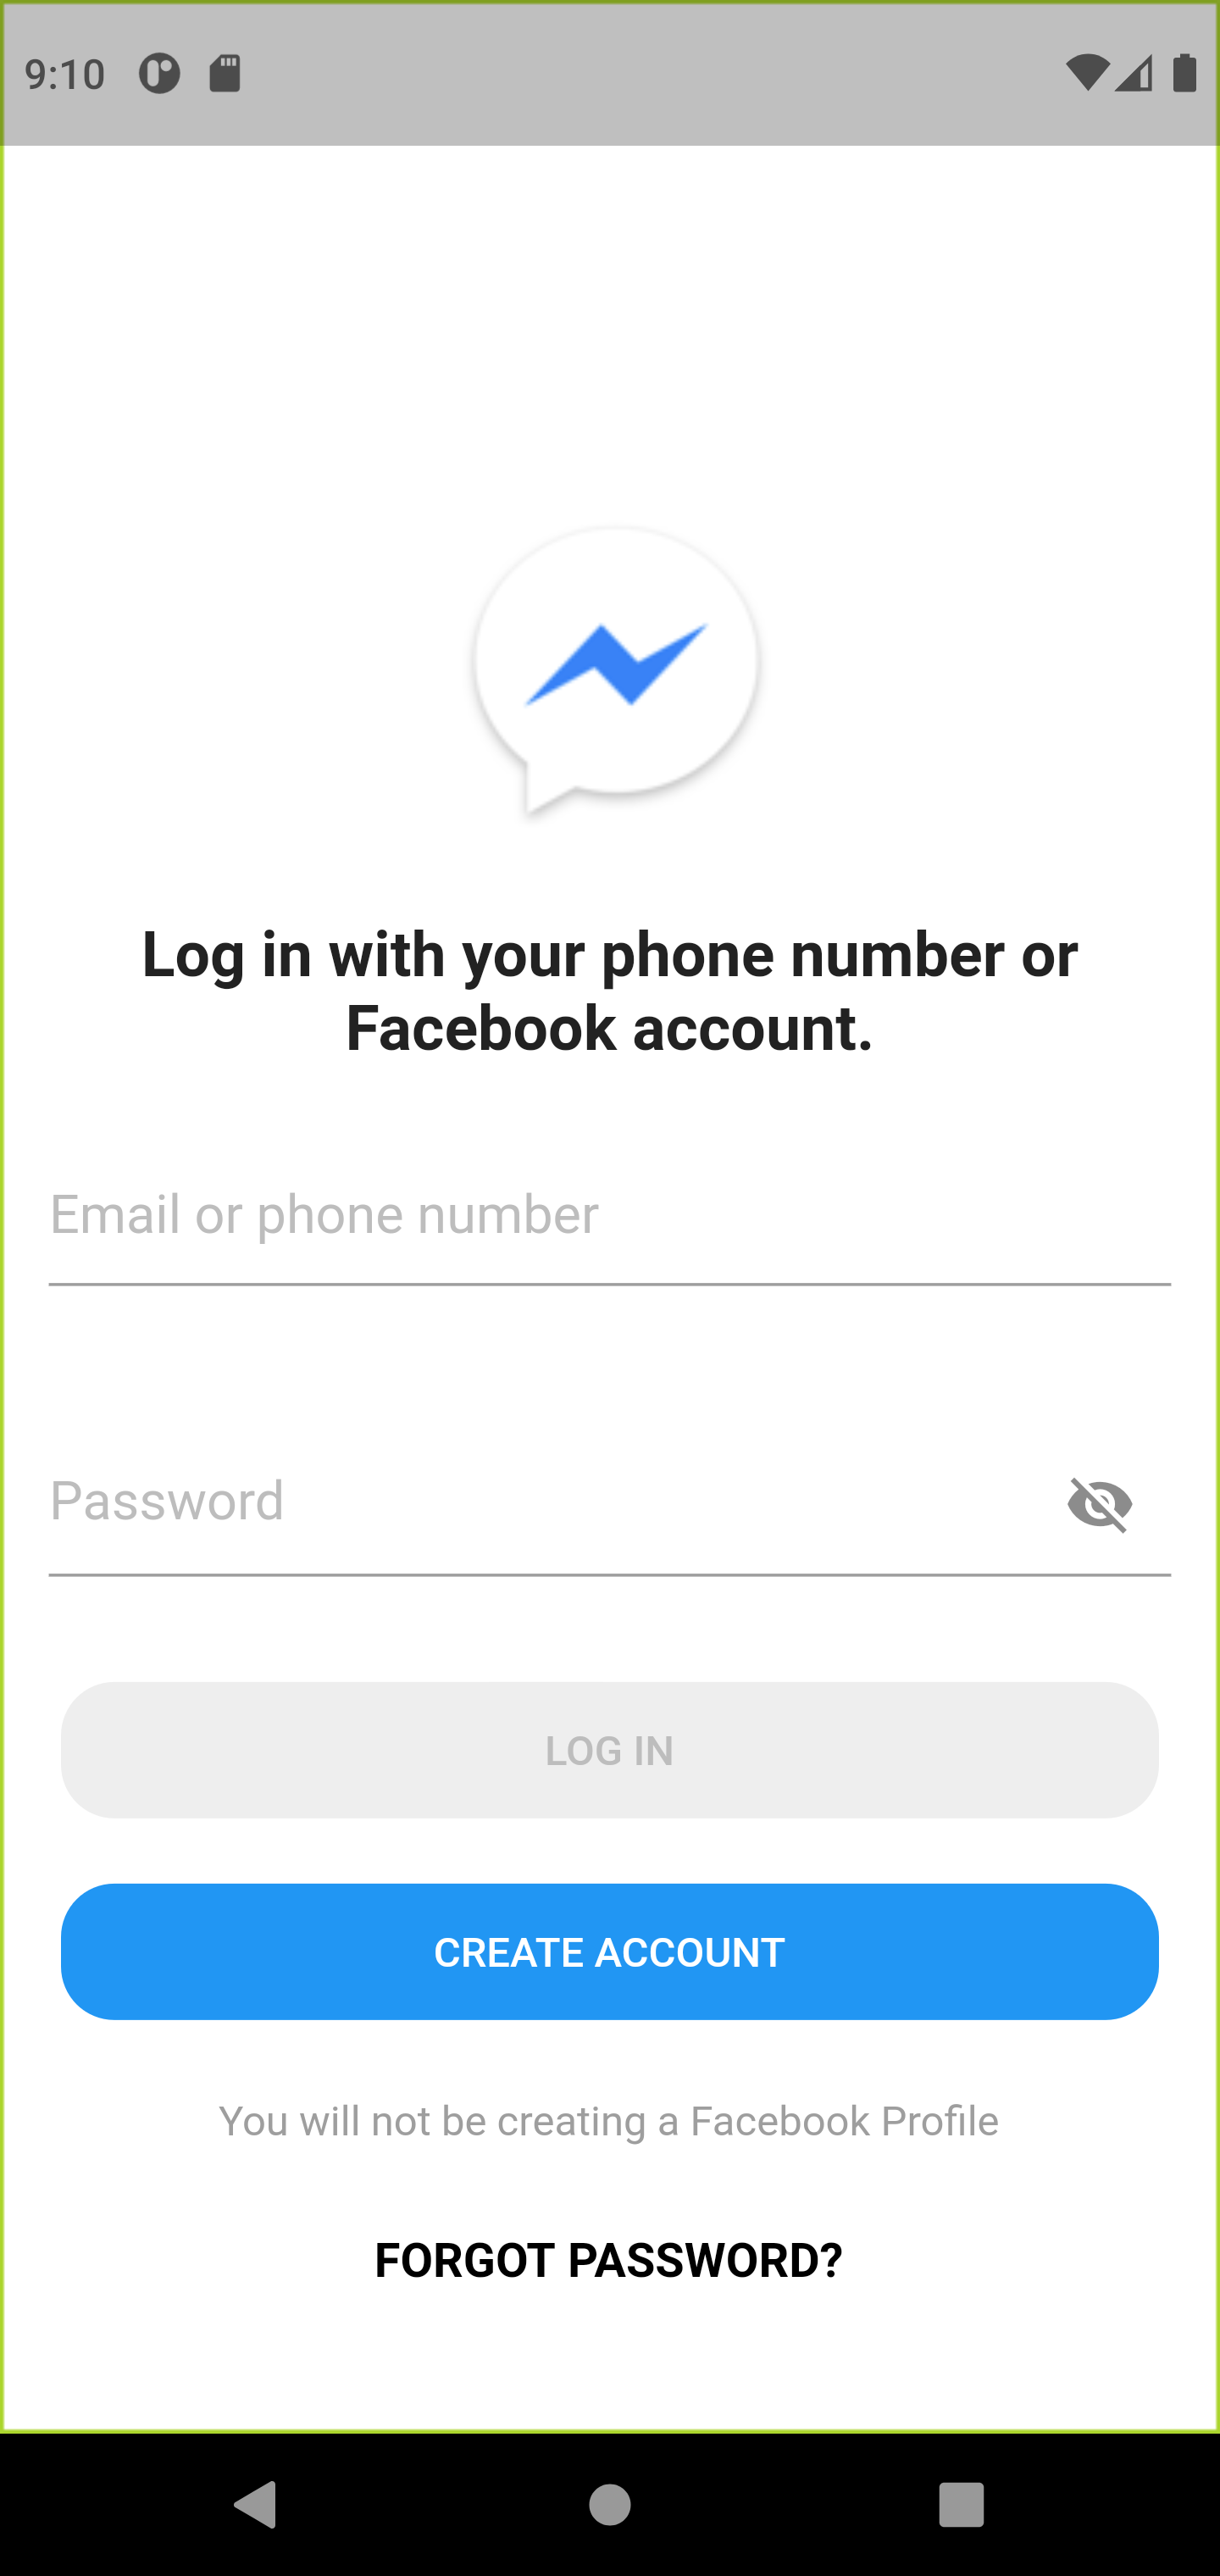 9:10
Log in with your phone number or
Facebook account.
Email or phone number
Password
LOG IN
CREATE ACCOUNT
You will not be creating a Facebook Profile
FORGOT PASSWORD?